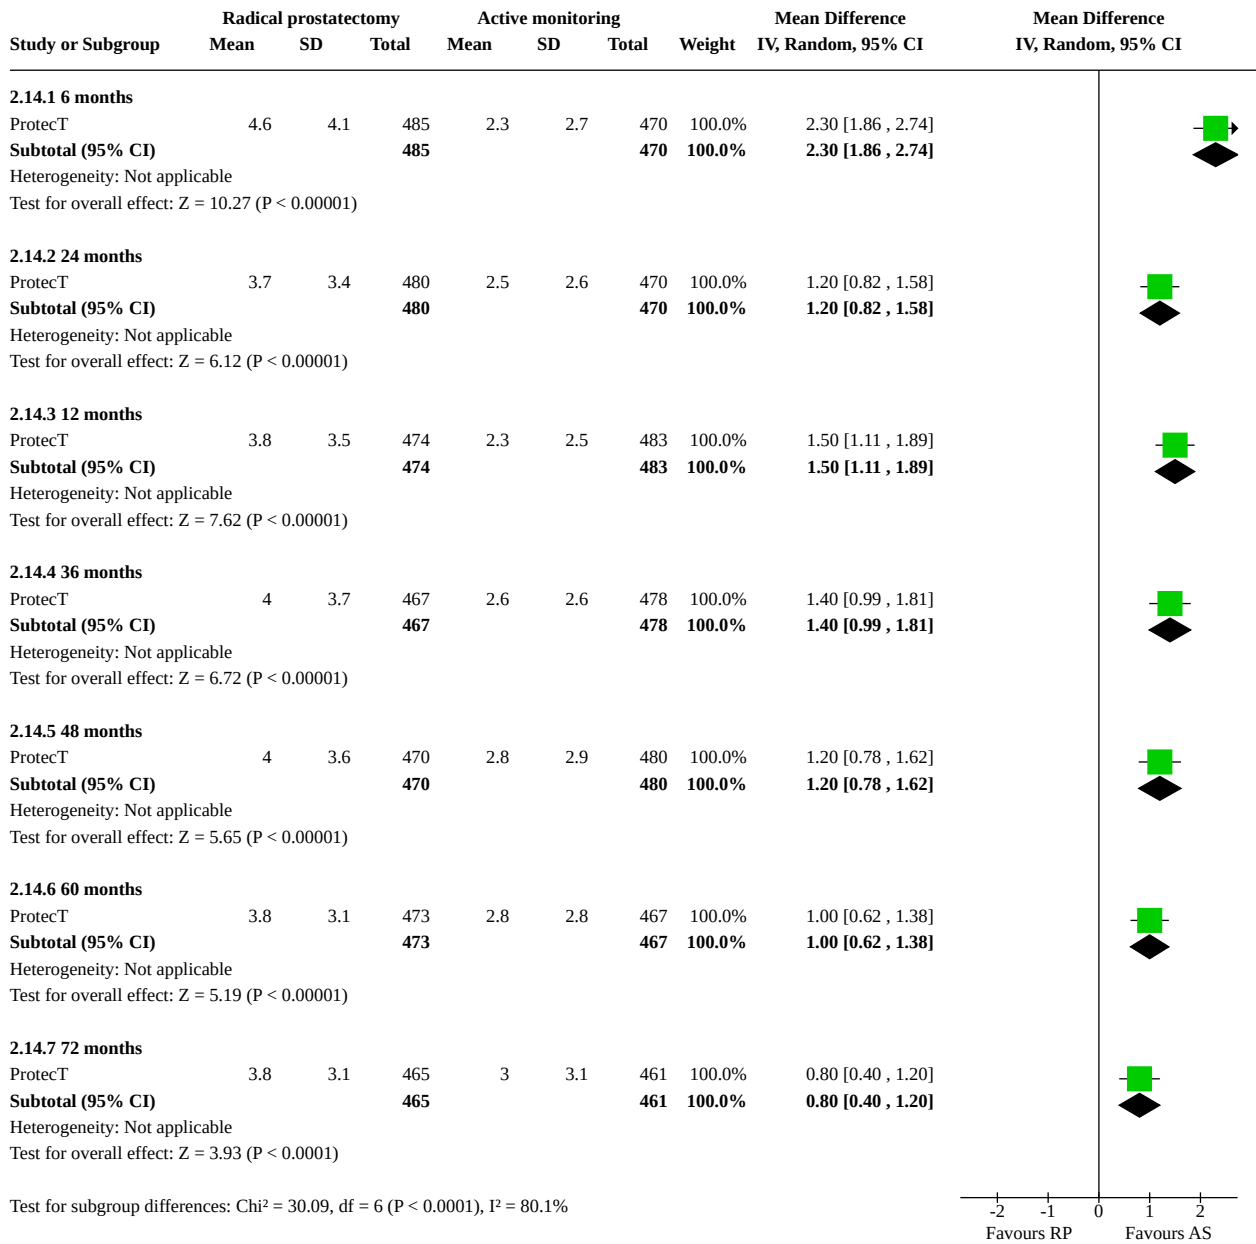 Radical prostatectomy Active monitoring Mean Difference Mean Difference
Study or Subgroup Mean SD Total Mean SD Total Weight IV, Random, 95% CI IV, Random, 95% CI
2.14.1 6 months
ProtecT 4.6 4.1 485 2.3 2.7 470 100.0% 2.30 [1.86 , 2.74]
Subtotal (95% CI) 485 470 100.0% 2.30 [1.86 , 2.74]
Heterogeneity: Not applicable
Test for overall effect: Z = 10.27 (P < 0.00001)
2.14.2 24 months
ProtecT 3.7 3.4 480 2.5 2.6 470 100.0% 1.20 [0.82 , 1.58]
Subtotal (95% CI) 480 470 100.0% 1.20 [0.82 , 1.58]
Heterogeneity: Not applicable
Test for overall effect: Z = 6.12 (P < 0.00001)
2.14.3 12 months
ProtecT 3.8 3.5 474 2.3 2.5 483 100.0% 1.50 [1.11 , 1.89]
Subtotal (95% CI) 474 483 100.0% 1.50 [1.11 , 1.89]
Heterogeneity: Not applicable
Test for overall effect: Z = 7.62 (P < 0.00001)
2.14.4 36 months
ProtecT 4 3.7 467 2.6 2.6 478 100.0% 1.40 [0.99 , 1.81]
Subtotal (95% CI) 467 478 100.0% 1.40 [0.99 , 1.81]
Heterogeneity: Not applicable
Test for overall effect: Z = 6.72 (P < 0.00001)
2.14.5 48 months
ProtecT 4 3.6 470 2.8 2.9 480 100.0% 1.20 [0.78 , 1.62]
Subtotal (95% CI) 470 480 100.0% 1.20 [0.78 , 1.62]
Heterogeneity: Not applicable
Test for overall effect: Z = 5.65 (P < 0.00001)
2.14.6 60 months
ProtecT 3.8 3.1 473 2.8 2.8 467 100.0% 1.00 [0.62 , 1.38]
Subtotal (95% CI) 473 467 100.0% 1.00 [0.62 , 1.38]
Heterogeneity: Not applicable
Test for overall effect: Z = 5.19 (P < 0.00001)
2.14.7 72 months
ProtecT 3.8 3.1 465 3 3.1 461 100.0% 0.80 [0.40 , 1.20]
Subtotal (95% CI) 465 461 100.0% 0.80 [0.40 , 1.20]
Heterogeneity: Not applicable
Test for overall effect: Z = 3.93 (P < 0.0001)
Test for subgroup differences: Chi² = 30.09, df = 6 (P < 0.0001), I² = 80.1%
-2 -1 0 1 2
Favours RP Favours AS